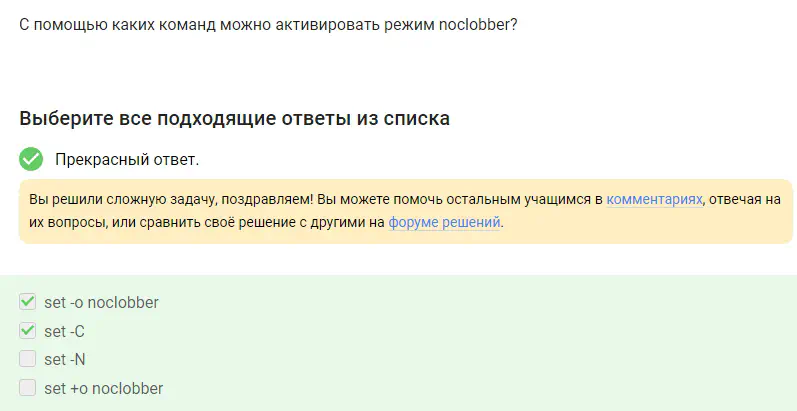 С помощью каких команд можно активировать режим noclobber?
Выберите все подходящие ответы из списка
Прекрасный ответ.
Вы решили сложную задачу, поздравляем! Вы можете помочь остальным учащимся в комментариях, отвечая на
их вопросы, или сравнить своё решение с другими на форуме решений.
set -o noclobber
set -C
set -N
set +o noclobber